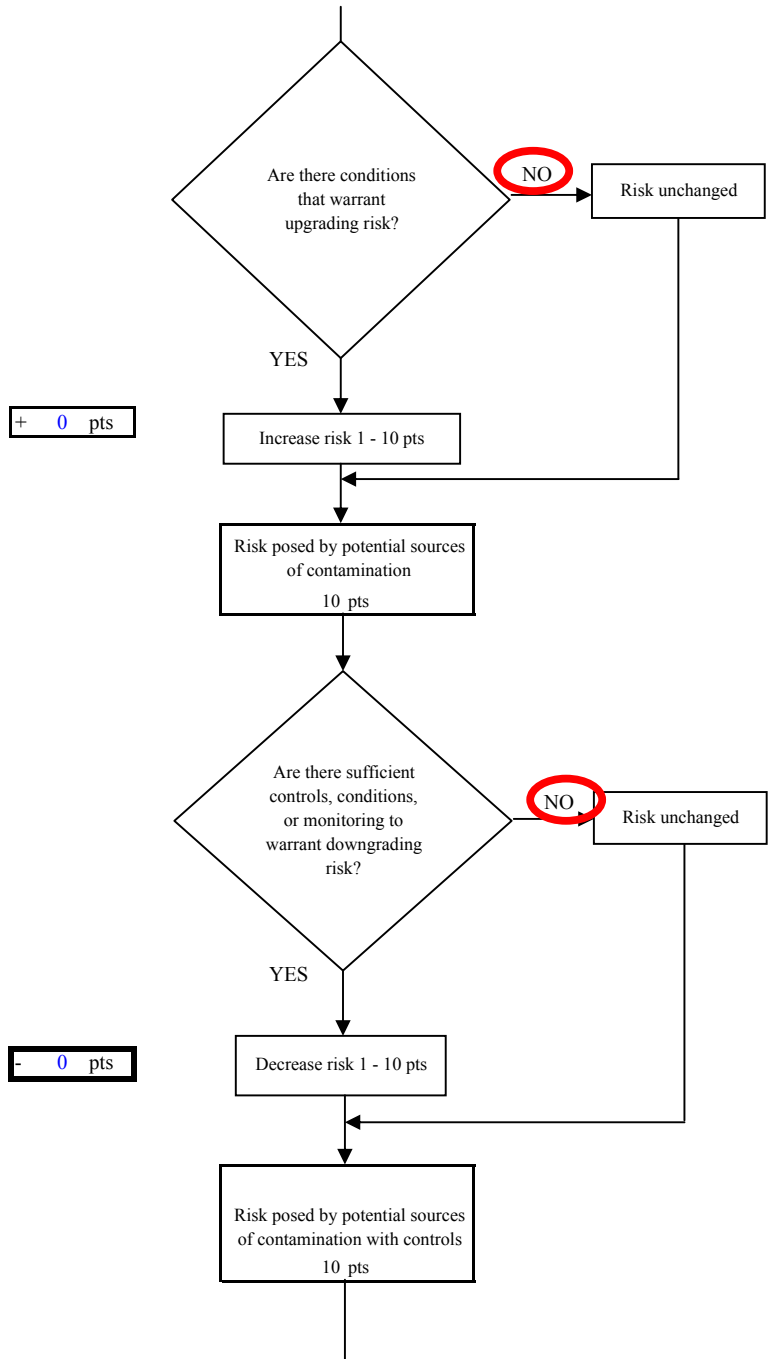 Are there conditions
that warrant
upgrading risk?
NO
Risk unchanged
YES
+ 0 pts
Increase risk 1 - 10 pts
Risk posed by potential sources
of contamination
10 pts
Are there sufficient
controls, conditions,
or monitoring to
warrant downgrading
risk?
NO
Risk unchanged
YES
- 0 pts
Decrease risk 1 - 10 pts
Risk posed by potential sources
of contamination with controls
10 pts